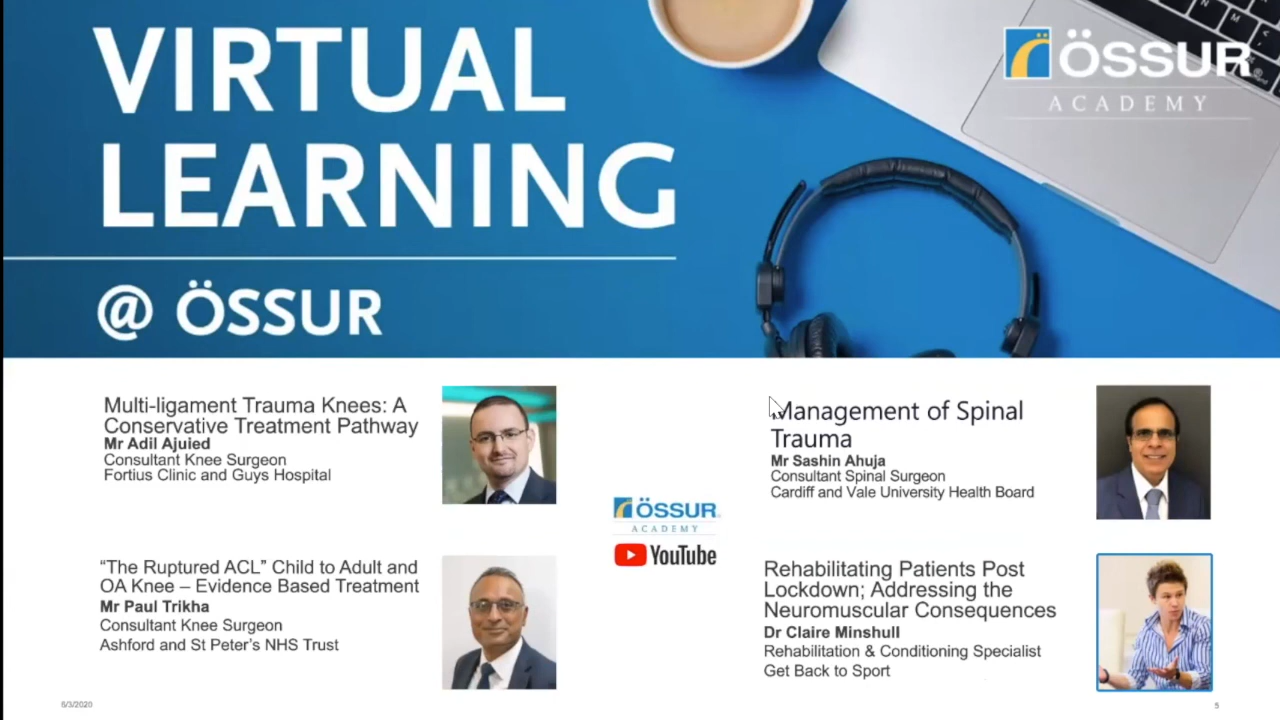 VIRTUAL
LEARNING
@ ÖSSUR
ÖSSUR
ACADEMY
Multi-ligament Trauma Knees: A
Conservative Treatment Pathway
Mr Adil Ajuied
Consultant Knee Surgeon
Fortius Clinic and Guys Hospital
Management of Spinal
Trauma
Mr Sashin Ahuja
Consultant Spinal Surgeon
Cardiff and Vale University Health Board
ÖSSUR
ACADEMY
YouTube
"The Ruptured ACL" Child to Adult and
OA Knee – Evidence Based Treatment
Mr Paul Trikha
Consultant Knee Surgeon
Ashford and St Peter's NHS Trust
Rehabilitating Patients Post
Lockdown; Addressing the
Neuromuscular Consequences
Dr Claire Minshull
Rehabilitation & Conditioning Specialist
Get Back to Sport
6/3/2020
5